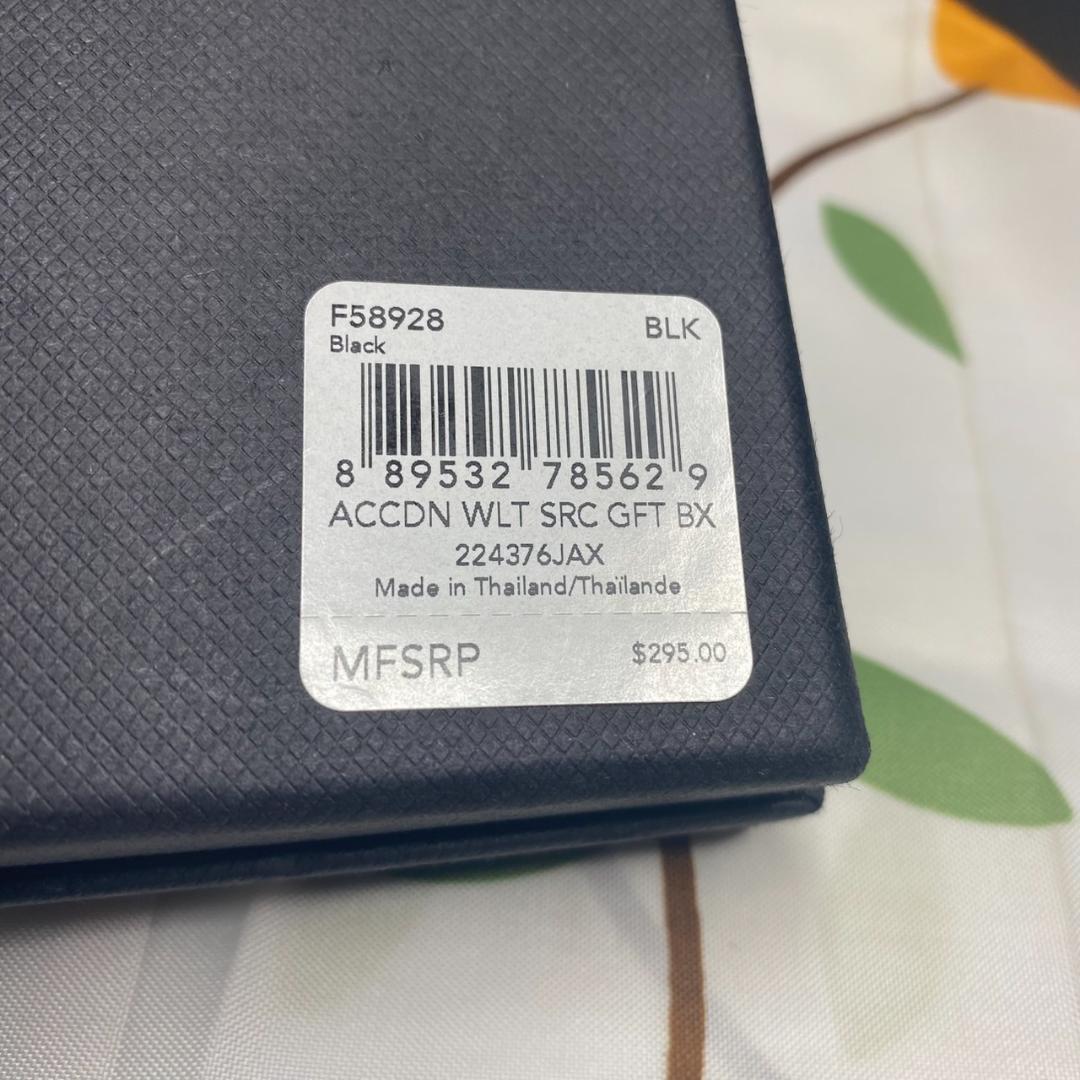 F58928 BLK
Black
8 89532 78562 9
ACCDN WLT SRC GFT BX
224376JAX
Made in Thailand/Thaïlande
MFSRP $295.00